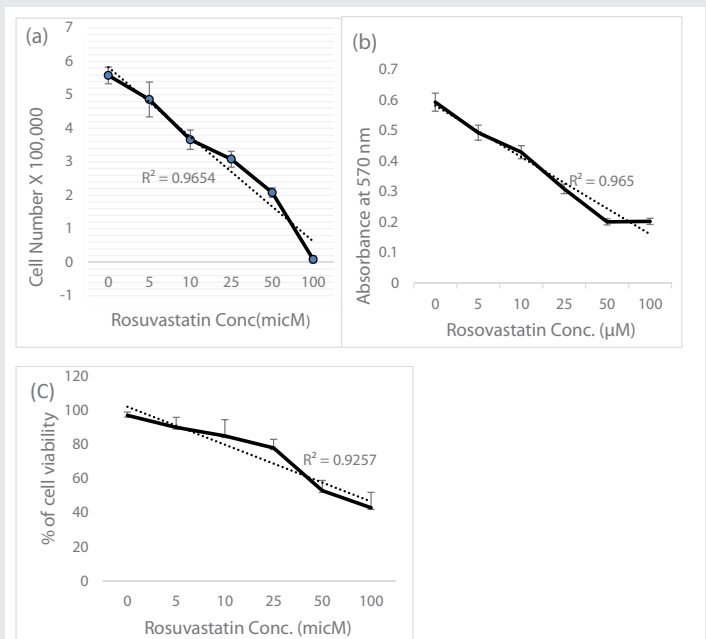 (a)
7
6
5
4
3
2
1
0
-1
Cell Number X 100,000
R² = 0.9654
0 5 10 25 50 100
Rosuvastatin Conc(micM)
(b)
0.7
0.6
0.5
0.4
0.3
0.2
0.1
0
Absorbance at 570 nm
R² = 0.965
0 5 10 25 50 100
Rosovastatin Conc. (µM)
(C)
120
100
80
60
40
20
0
% of cell viability
R² = 0.9257
0 5 10 25 50 100
Rosuvastatin Conc. (micM)